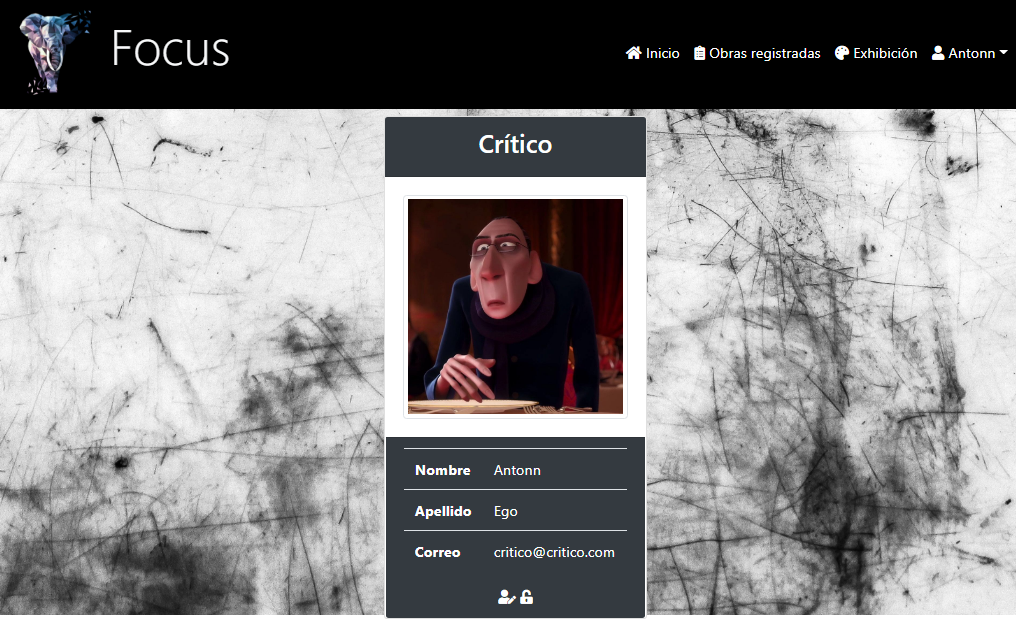 Focus
Inicio Obras registradas Exhibición Antonn
Crítico
Nombre Antonn
Apellido Ego
Correo critico@critico.com